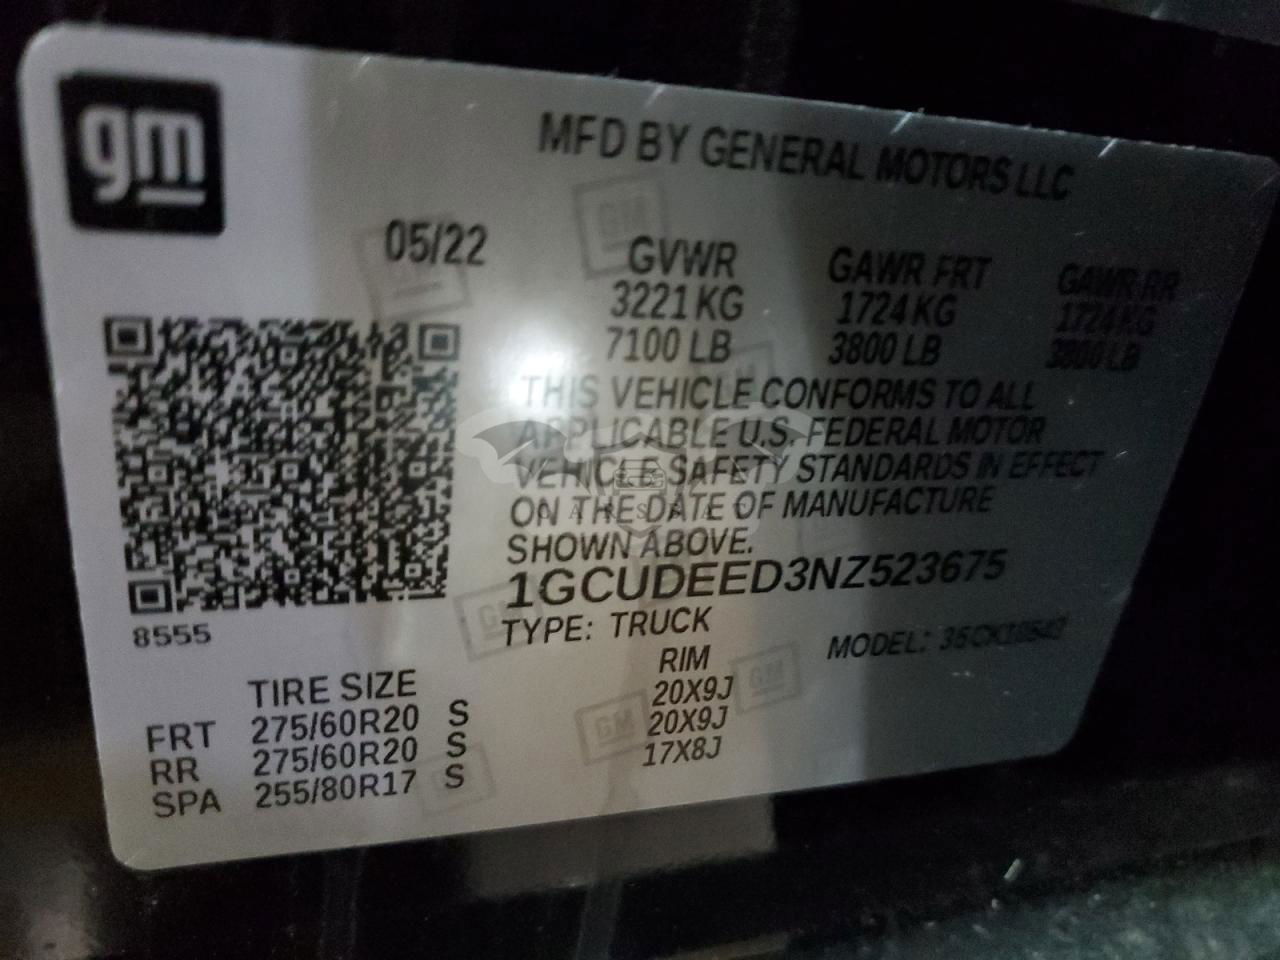 gm
MFD BY GENERAL MOTORS LLC
05/22
GVWR GAWR FRT GAWR RR
3221 KG 1724 KG 1724 KG
7100 LB 3800 LB 3800 LB
THIS VEHICLE CONFORMS TO ALL
APPLICABLE U.S. FEDERAL MOTOR
VEHICLE SAFETY STANDARDS IN EFFECT
ON THE DATE OF MANUFACTURE
SHOWN ABOVE.
1GCUDEED3NZ523675
8555
TYPE: TRUCK MODEL:
TIRE SIZE RIM
FRT 275/60R20 S 20X9J
RR 275/60R20 S 20X9J
SPA 255/80R17 S 17X8J